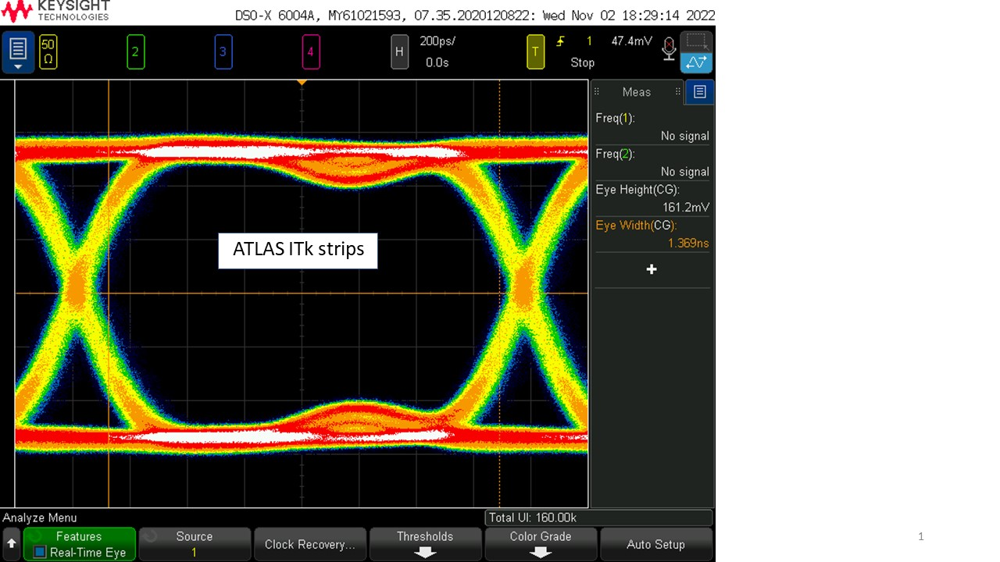 KEYSIGHT
TECHNOLOGIES
DSO-X 6004A, MY61021593, 07.35.2020120822: Wed Nov 02 18:29:14 2022
50
Ω
2
3
4
H
200ps/
0.0s
T
1
47.4mV
Stop
Meas
Freq(1):
No signal
Freq(2):
No signal
Eye Height(CG):
161.2mV
Eye Width(CG):
1.369ns
ATLAS ITk strips
Analyze Menu
Total UI: 160.00k
Features
Real-Time Eye
Source
1
Clock Recovery...
Thresholds
Color Grade
Auto Setup
1